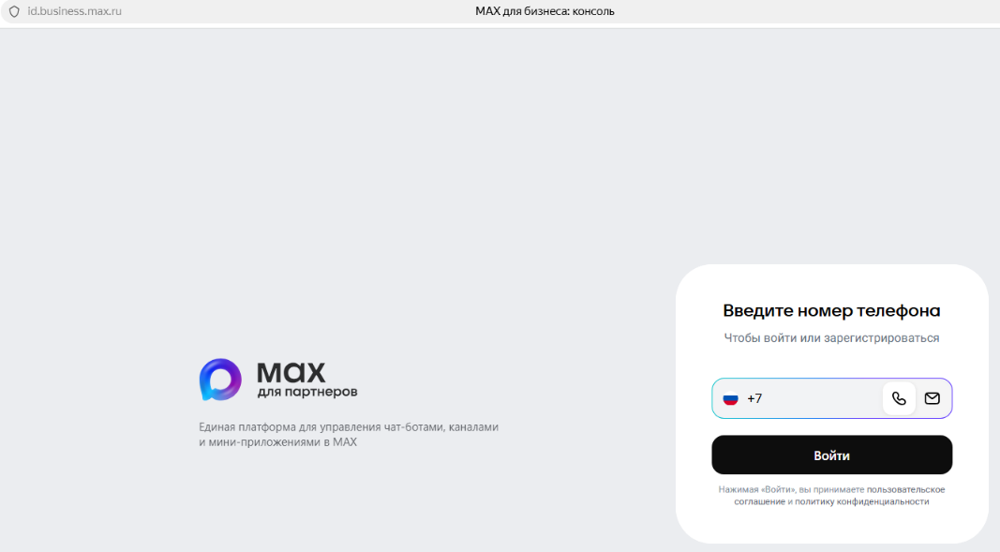 id.business.max.ru
MAX для бизнеса: консоль
Введите номер телефона
Чтобы войти или зарегистрироваться
мах
для партнеров
+7
Единая платформа для управления чат-ботами, каналами
и мини-приложениями в MAX
Войти
Нажимая «Войти», вы принимаете пользовательское
соглашение и политику конфиденциальности